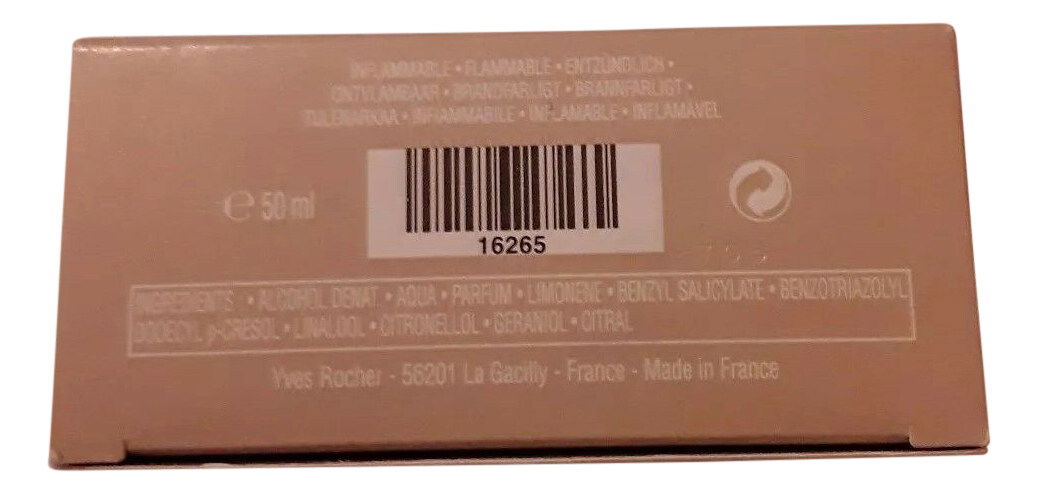 INFLAMMABLE • FLAMMABLE • ENTZÜNDLICH •
ONTVLAMBAAR • BRANDFARLIGT • BRANNFARLIGT •
TULENARKAA • INFIAMMABILE • INFLAMABLE • INFLAMAVEL
℮ 50 ml
16265
INGREDIENTS • ALCOHOL DENAT. • AQUA • PARFUM • LIMONENE • BENZYL SALICYLATE • BENZOTRIAZOLYL
DODECYL p-CRESOL • LINALOOL • CITRONELLOL • GERANIOL • CITRAL
Yves Rocher - 56201 La Gacilly - France - Made in France